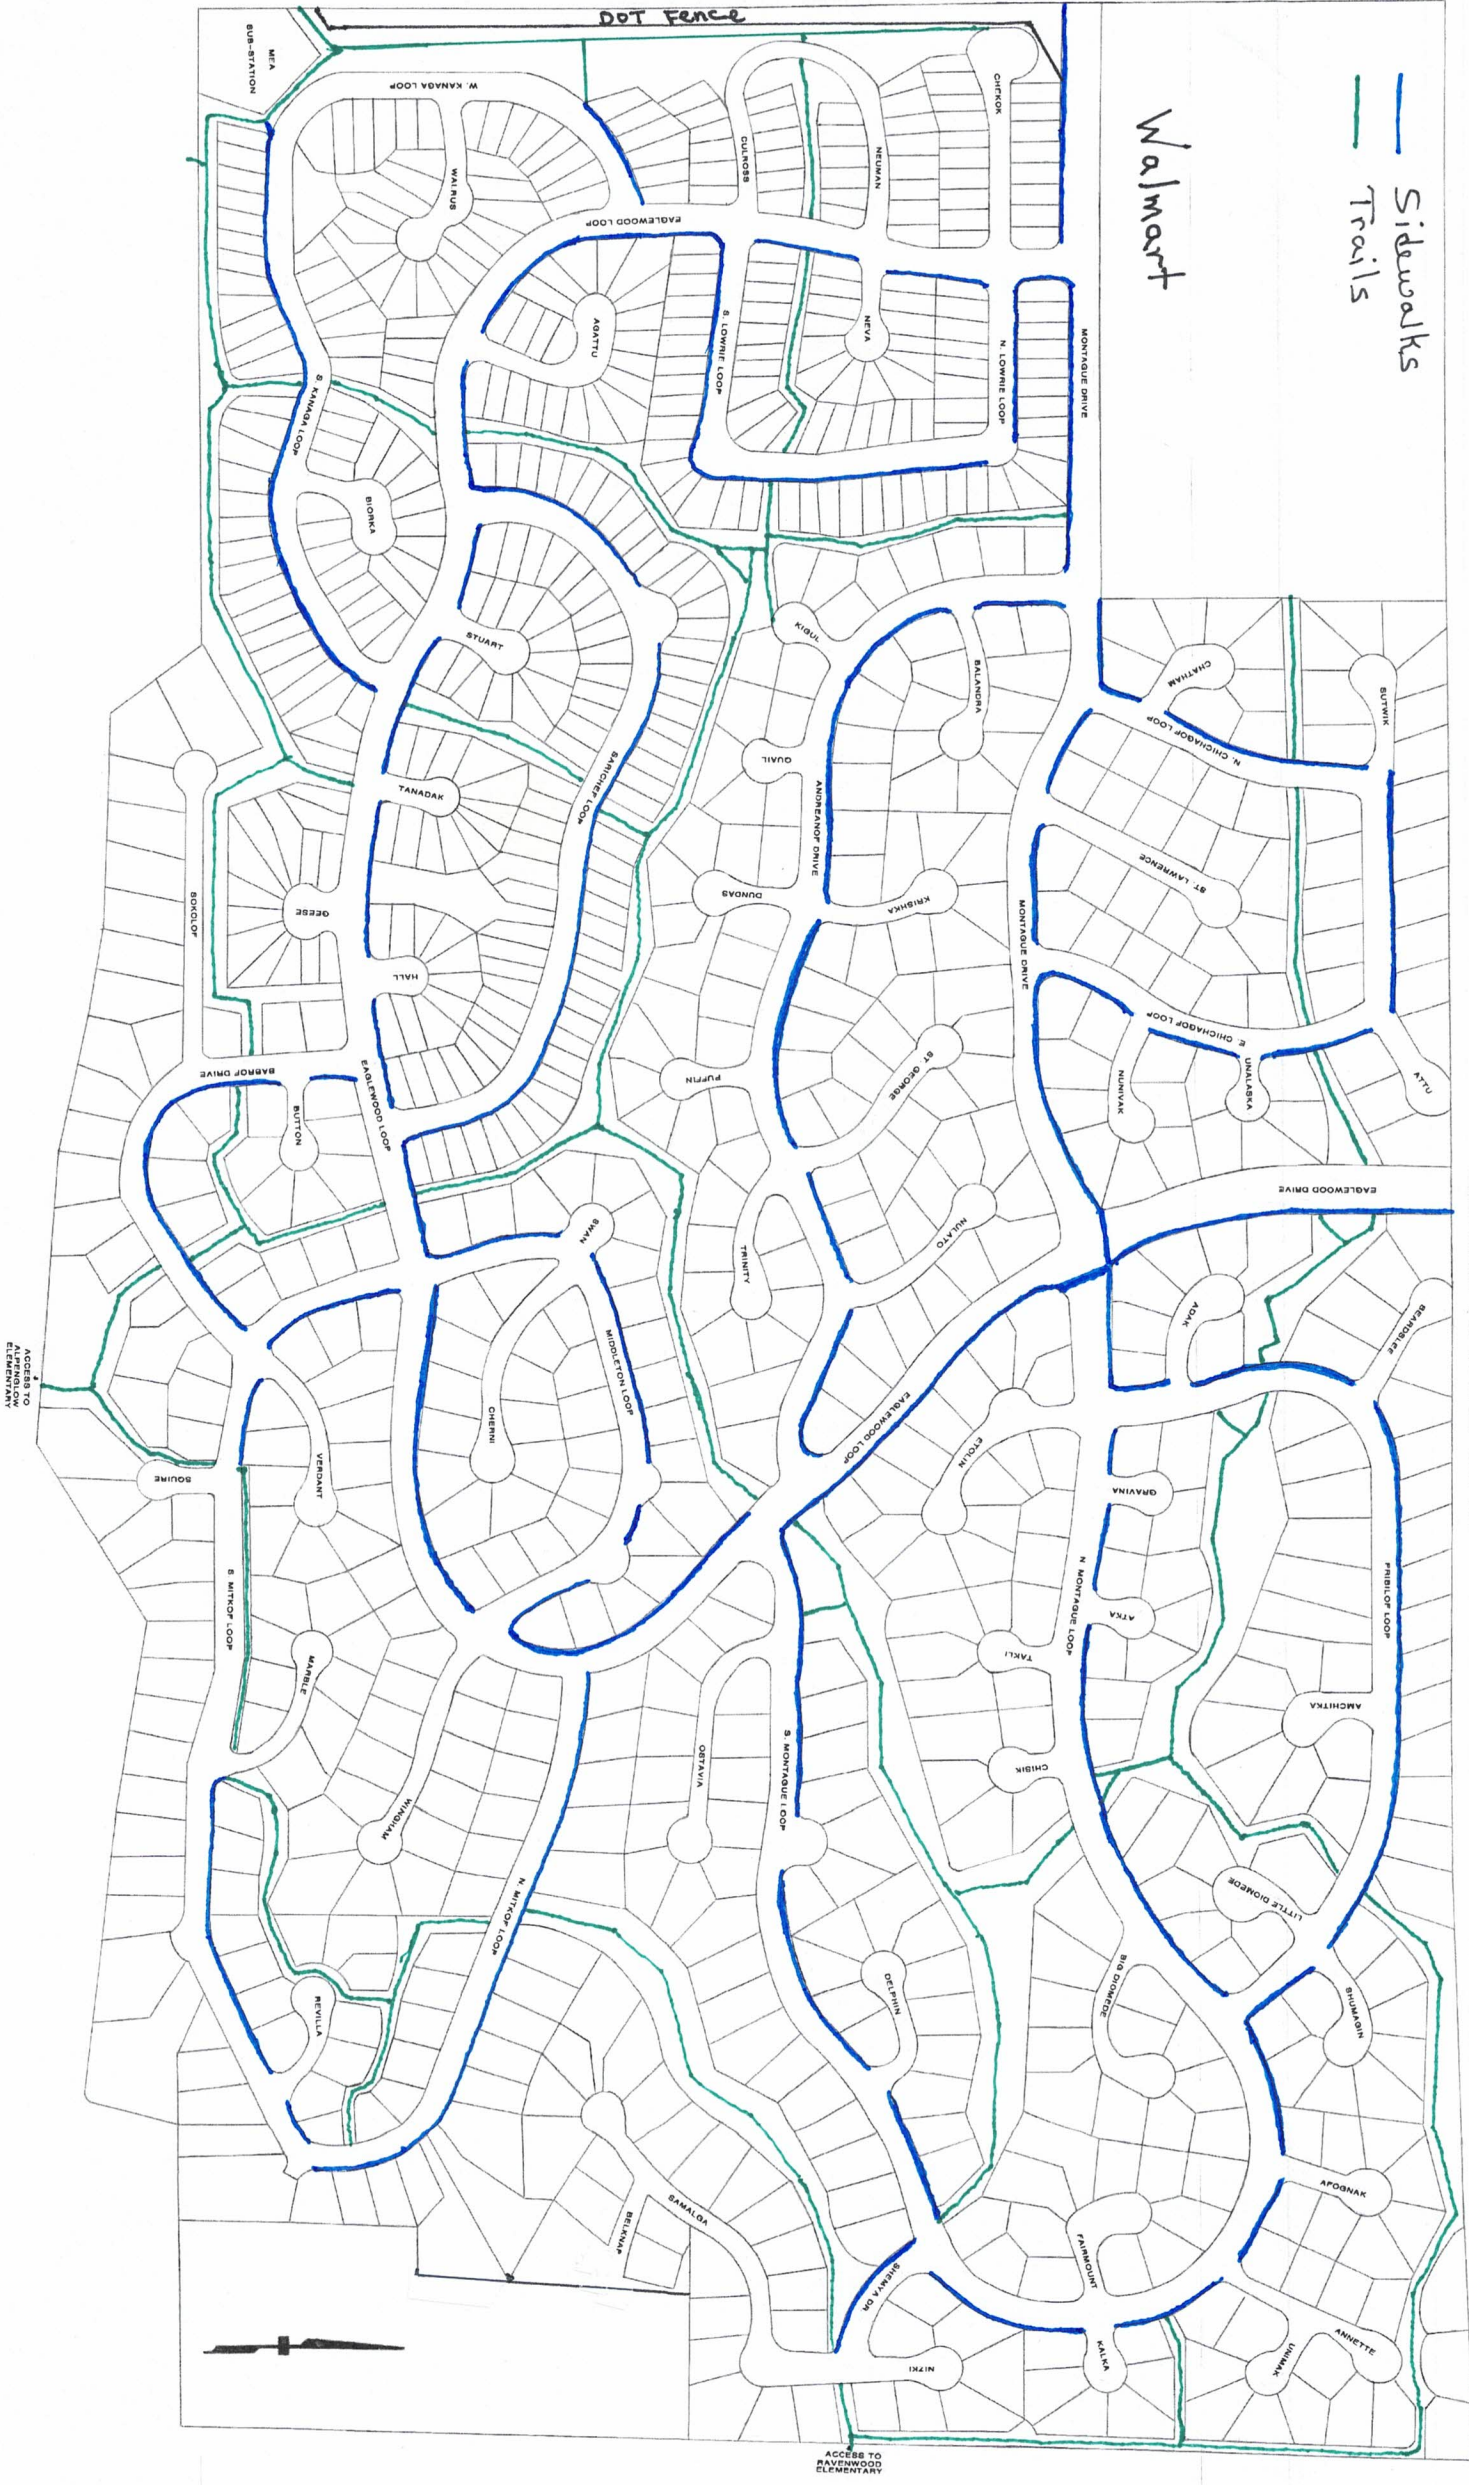 DOT Fence
Sidewalks
Trails
Walmart
MEA
SUB-STATION
W. KANAGA LOOP
WALRUS
CULROSS
NEUMAN
CHEKOK
EAGLEWOOD LOOP
AGATTU
S. LOWRIE LOOP
NEVA
N. LOWRIE LOOP
MONTAGUE DRIVE
S. KANAGA LOOP
BIORKA
STUART
KIGUL
BALANDRA
CHATHAM
SUTWIK
N. CHICHAGOF LOOP
QUAIL
ANDREANOF DRIVE
SARICHEF LOOP
TANADAK
ST. LAWRENCE
SOKOLOF
GEESE
HALL
DUNDAS
KRISHKA
MONTAGUE DRIVE
E. CHICHAGOF LOOP
ATTU
UNALASKA
NUNIVAK
ST. GEORGE
PUFFIN
BABROF DRIVE
BUTTON
EAGLEWOOD LOOP
EAGLEWOOD DRIVE
SWAN
TRINITY
NULATO
ADAK
BEARDSLEE
ACCESS TO
ALPENGLOW
ELEMENTARY
MIDDLETON LOOP
CHERNI
EAGLEWOOD LOOP
ETOLIN
VERDANT
SQUIRE
GRAVINA
S. MITKOF LOOP
N. MONTAGUE LOOP
ATKA
PRIBILOF LOOP
MARBLE
TAKLI
AMCHITKA
OSTAVIA
S. MONTAGUE LOOP
CHISIK
WINGHAM
N. MITKOF LOOP
LITTLE DIOMEDE
REVILLA
DELPHIN
BIG DIOMEDE
SHUMAGIN
AFOGNAK
SAMALGA
BELKNAP
SHEMYA DR
FAIRMOUNT
NIZKI
KALKA
UNIMAK
ANNETTE
ACCESS TO
RAVENWOOD
ELEMENTARY